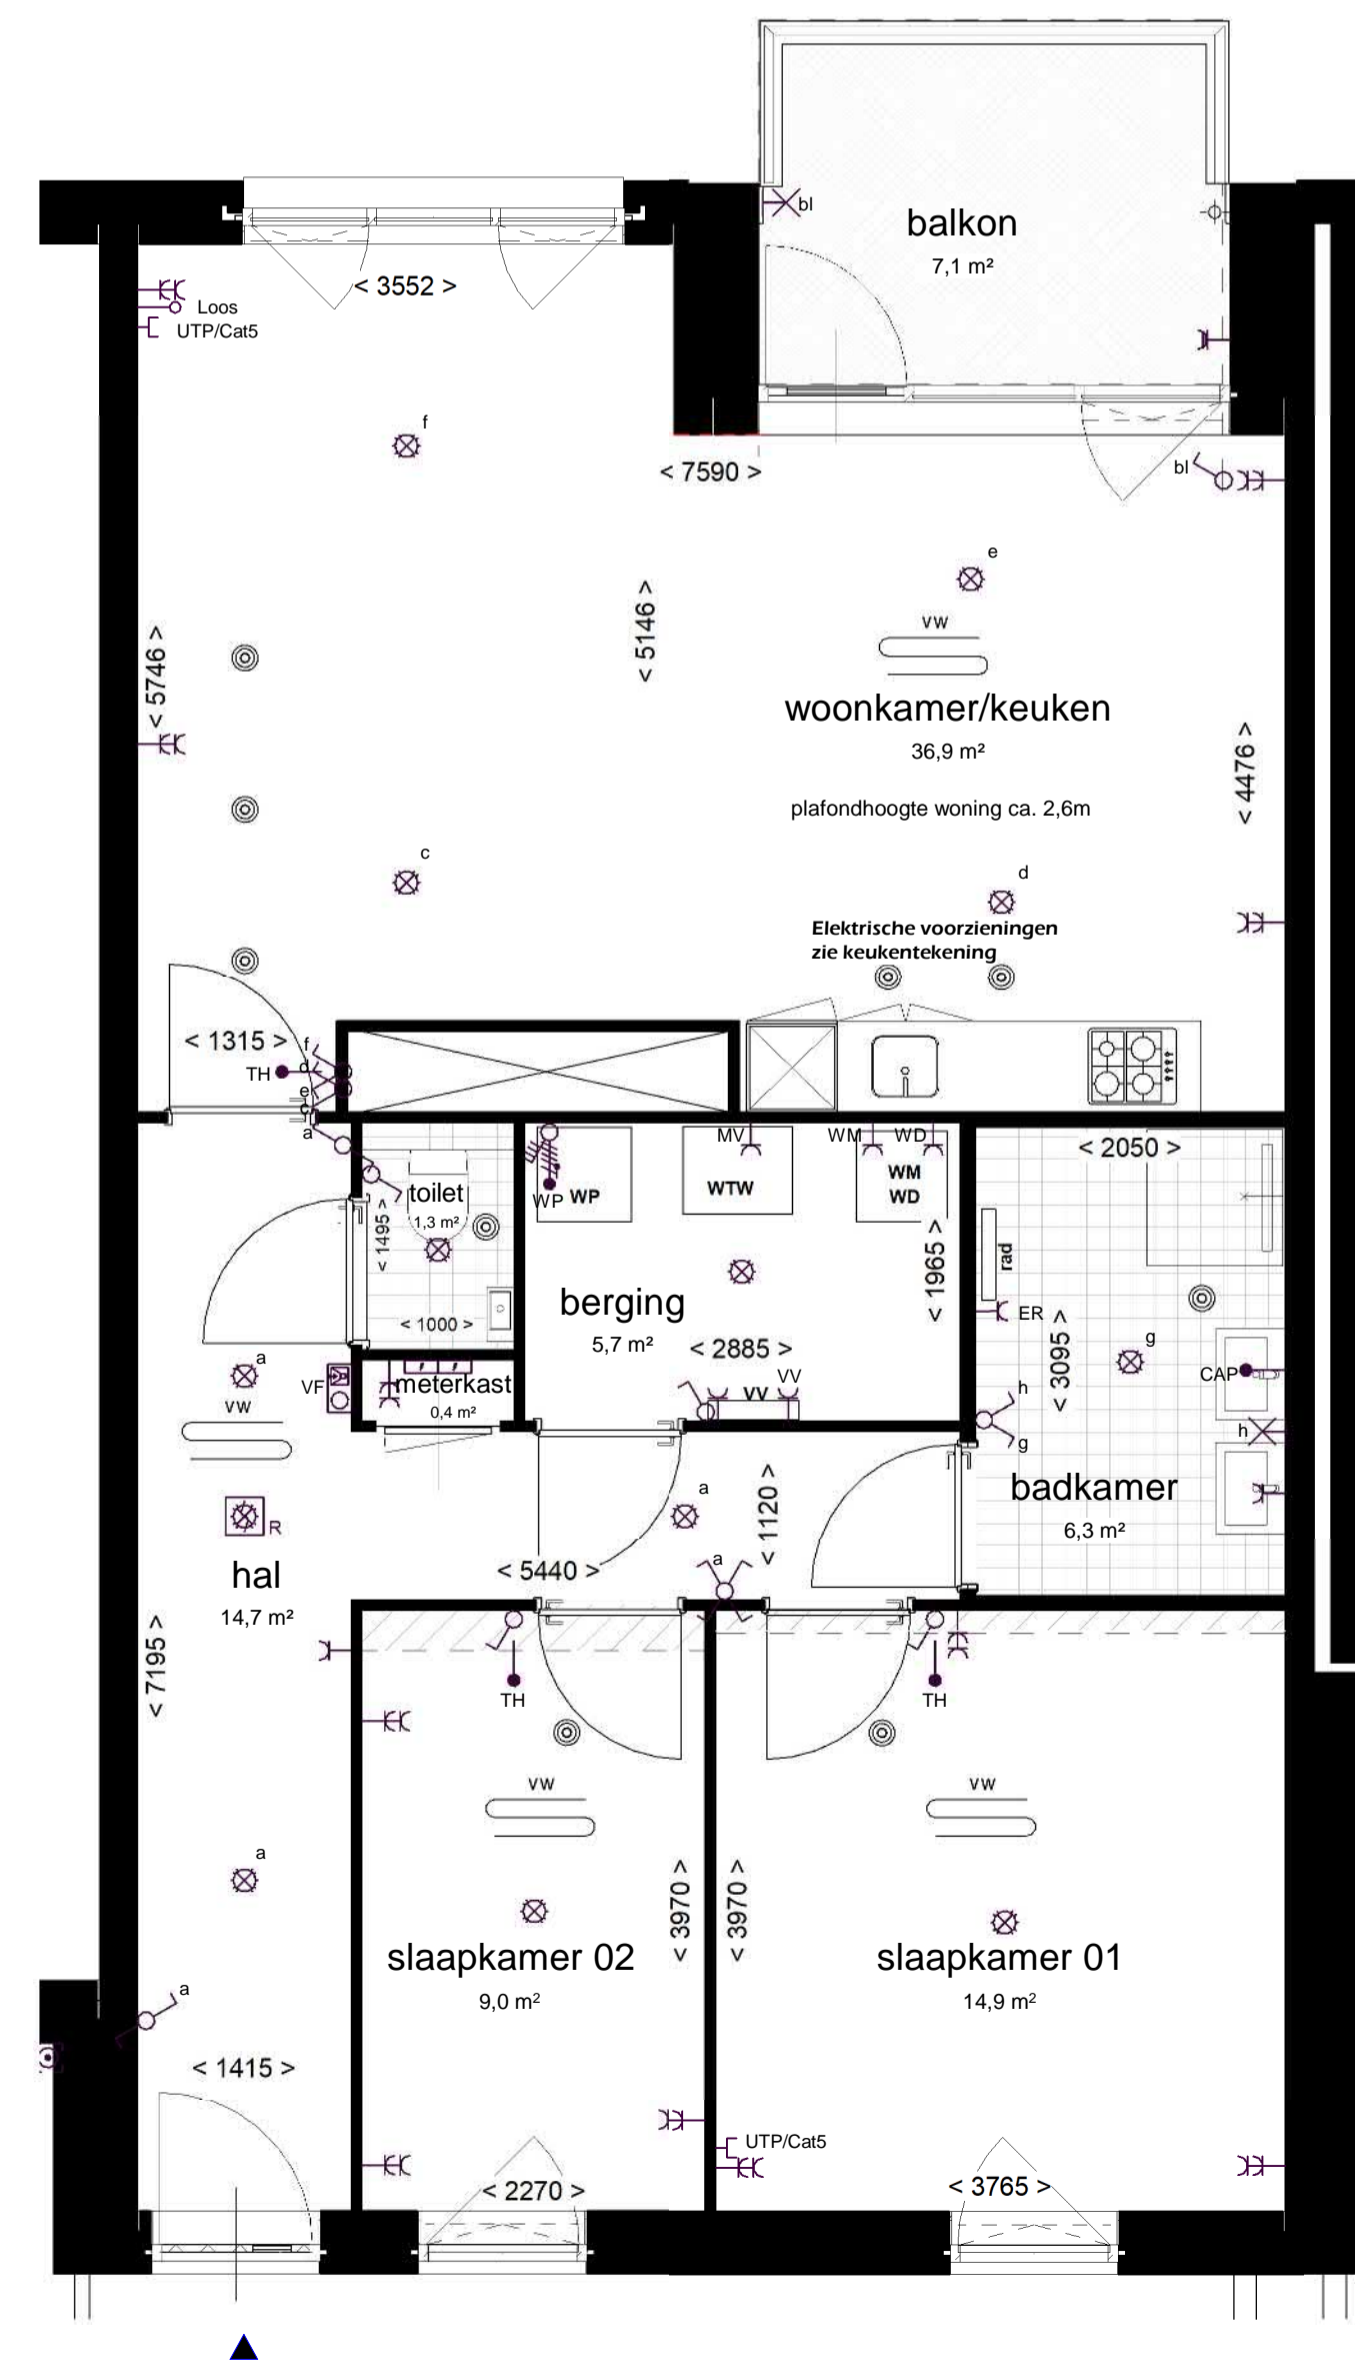 bl
balkon
7,1 m²
< 3552 >
Loos
UTP/Cat5
f
< 7590 >
bl
e
< 5146 >
vw
< 5746 >
woonkamer/keuken
36,9 m²
< 4476 >
plafondhoogte woning ca. 2,6m
c
d
Elektrische voorzieningen
zie keukentekening
< 1315 >
f
TH
d
e
c
a
MV
WM
WD
< 2050 >
toilet
1,3 m²
WP
WP
WTW
WM
WD
< 1495 >
< 1965 >
rad
berging
5,7 m²
ER
< 1000 >
< 2885 >
< 3095 >
g
a
VF
meterkast
0,4 m²
VV
VV
CAP
vw
h
g
h
a
< 1120 >
badkamer
6,3 m²
R
a
< 5440 >
hal
14,7 m²
< 7195 >
TH
TH
vw
vw
a
< 3970 >
< 3970 >
slaapkamer 02
9,0 m²
slaapkamer 01
14,9 m²
a
< 1415 >
UTP/Cat5
< 2270 >
< 3765 >